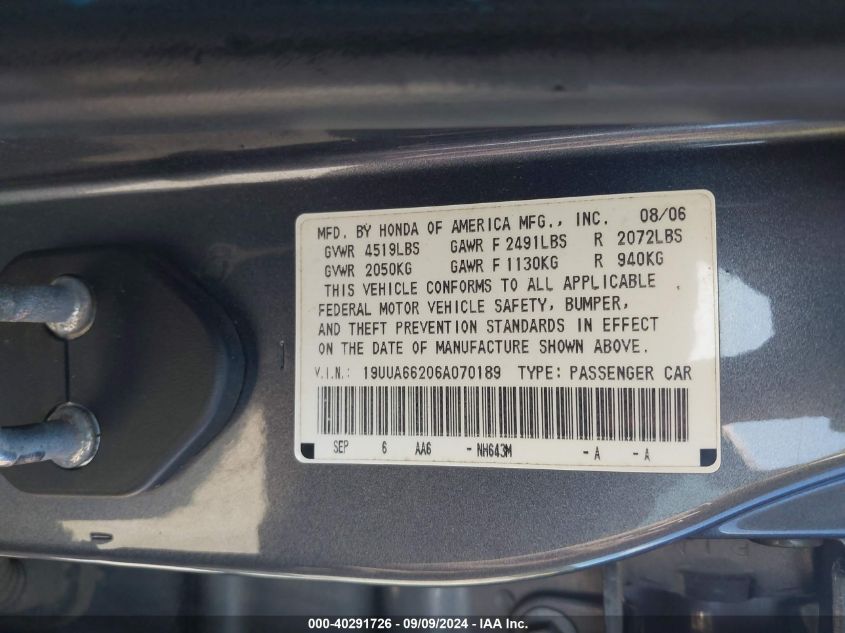 MFD. BY HONDA OF AMERICA MFG., INC. 08/06
GVWR 4519LBS GAWR F 2491LBS R 2072LBS
GVWR 2050KG GAWR F 1130KG R 940KG
THIS VEHICLE CONFORMS TO ALL APPLICABLE
FEDERAL MOTOR VEHICLE SAFETY, BUMPER,
AND THEFT PREVENTION STANDARDS IN EFFECT
ON THE DATE OF MANUFACTURE SHOWN ABOVE.
V.I.N.: 19UUA66206A070189 TYPE: PASSENGER CAR
SEP 6 AA6 - NH643M - A - A
000-40291726 - 09/09/2024 - IAA Inc.